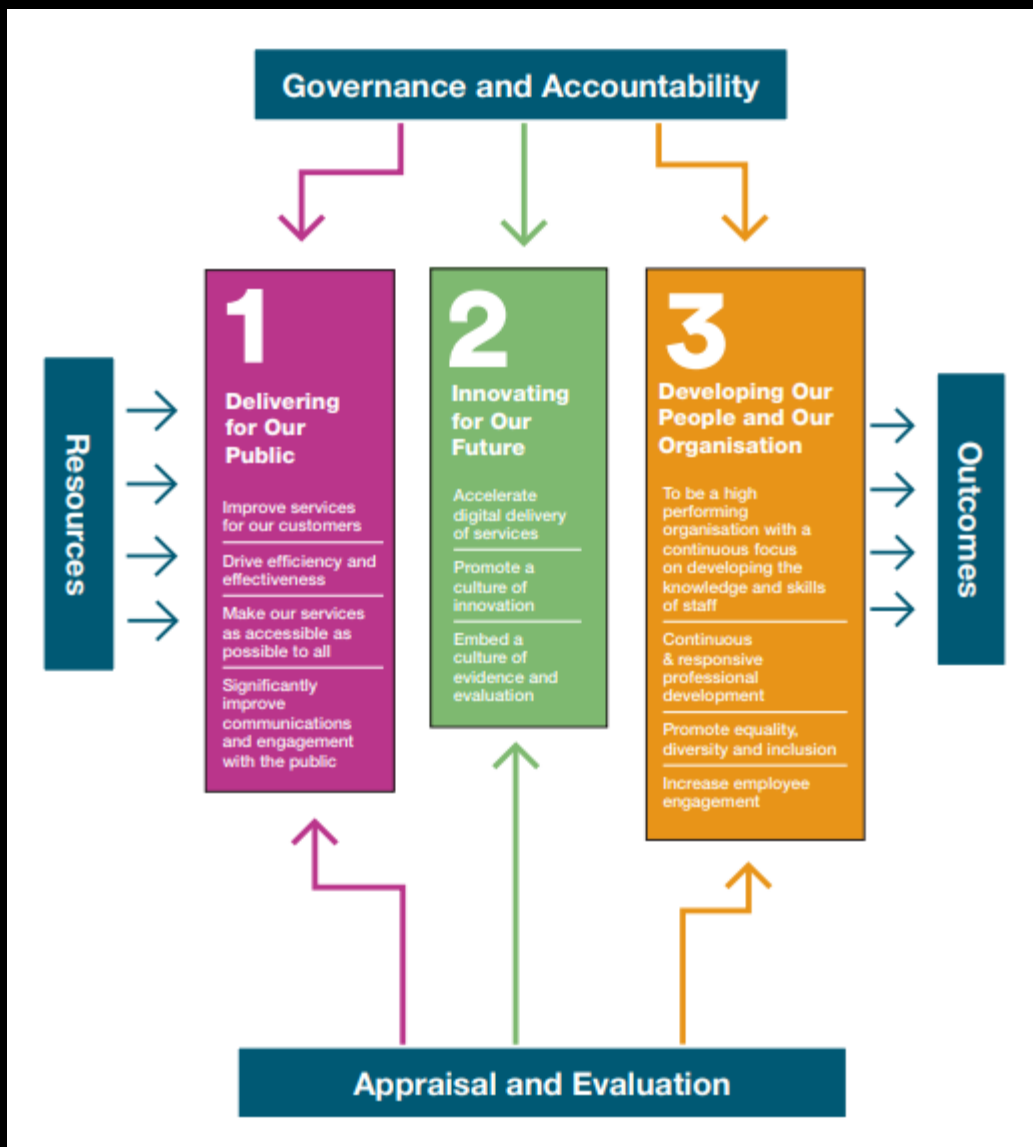 Governance and Accountability
Resources
1
Delivering
for Our
Public
Improve services
for our customers
Drive efficiency and
effectiveness
Make our services
as accessible as
possible to all
Significantly
improve
communications
and engagement
with the public
2
Innovating
for Our
Future
Accelerate
digital delivery
of services
Promote a
culture of
innovation
Embed a
culture of
evidence and
evaluation
3
Developing Our
People and Our
Organisation
To be a high
performing
organisation with a
continuous focus
on developing the
knowledge and skills
of staff
Continuous
& responsive
professional
development
Promote equality,
diversity and inclusion
Increase employee
engagement
Outcomes
Appraisal and Evaluation